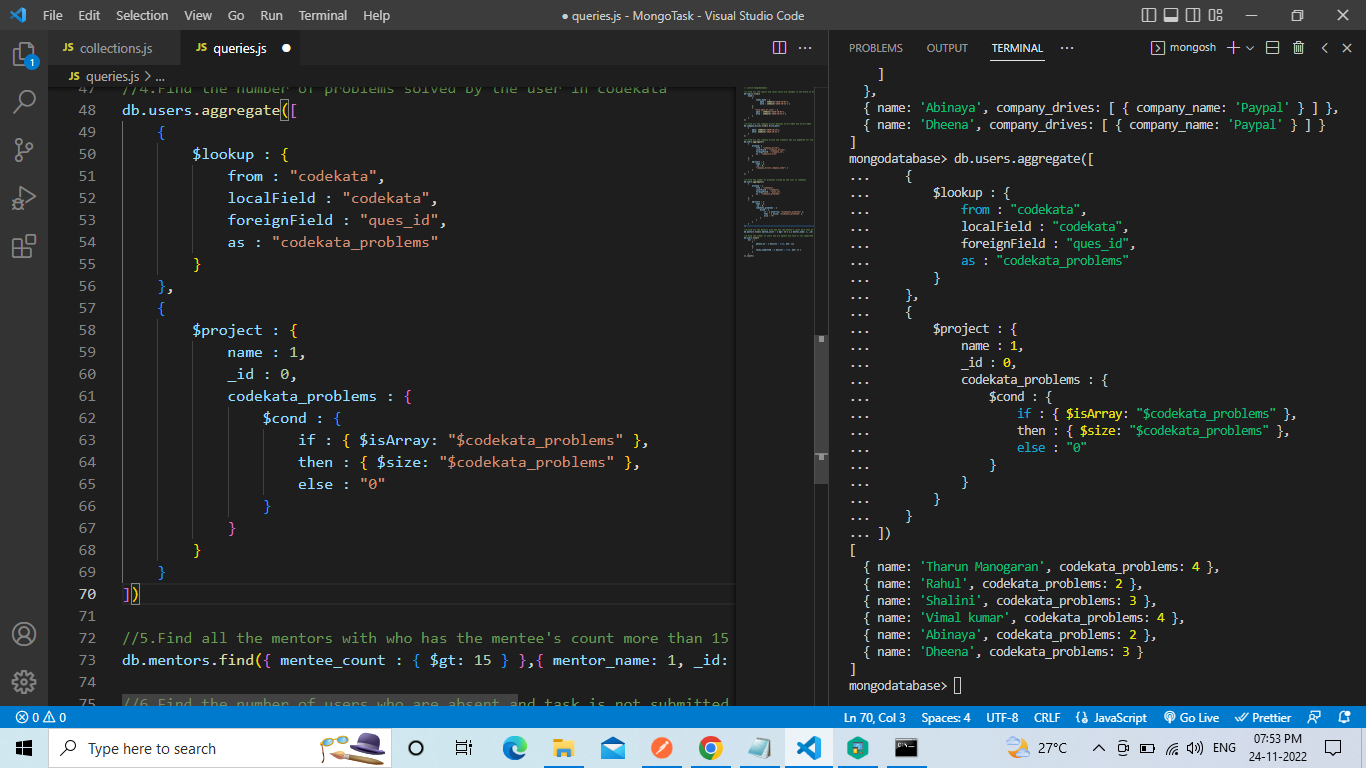 File Edit Selection View Go Run Terminal Help
● queries.js - MongoTask - Visual Studio Code
JS collections.js
JS queries.js ●
JS queries.js > ...
47 //4.Find the number of problems solved by the user in codekata
48 db.users.aggregate([
49 {
50 $lookup : {
51 from : "codekata",
52 localField : "codekata",
53 foreignField : "ques_id",
54 as : "codekata_problems"
55 }
56 },
57 {
58 $project : {
59 name : 1,
60 _id : 0,
61 codekata_problems : {
62 $cond : {
63 if : { $isArray: "$codekata_problems" },
64 then : { $size: "$codekata_problems" },
65 else : "0"
66 }
67 }
68 }
69 }
70 ])
71
72 //5.Find all the mentors with who has the mentee's count more than 15
73 db.mentors.find({ mentee_count : { $gt: 15 } },{ mentor_name: 1, _id:
74
75 //6.Find the number of users who are absent and task is not submitted
PROBLEMS OUTPUT TERMINAL ···
mongosh
]
},
{ name: 'Abinaya', company_drives: [ { company_name: 'Paypal' } ] },
{ name: 'Dheena', company_drives: [ { company_name: 'Paypal' } ] }
]
mongodatabase> db.users.aggregate([
... {
... $lookup : {
... from : "codekata",
... localField : "codekata",
... foreignField : "ques_id",
... as : "codekata_problems"
... }
... },
... {
... $project : {
... name : 1,
... _id : 0,
... codekata_problems : {
... $cond : {
... if : { $isArray: "$codekata_problems" },
... then : { $size: "$codekata_problems" },
... else : "0"
... }
... }
... }
... }
... ])
[
{ name: 'Tharun Manogaran', codekata_problems: 4 },
{ name: 'Rahul', codekata_problems: 2 },
{ name: 'Shalini', codekata_problems: 3 },
{ name: 'Vimal kumar', codekata_problems: 4 },
{ name: 'Abinaya', codekata_problems: 2 },
{ name: 'Dheena', codekata_problems: 3 }
]
mongodatabase>
1
0 0
Ln 70, Col 3 Spaces: 4 UTF-8 CRLF {} JavaScript Go Live Prettier
Type here to search
27°C
ENG
07:53 PM
24-11-2022